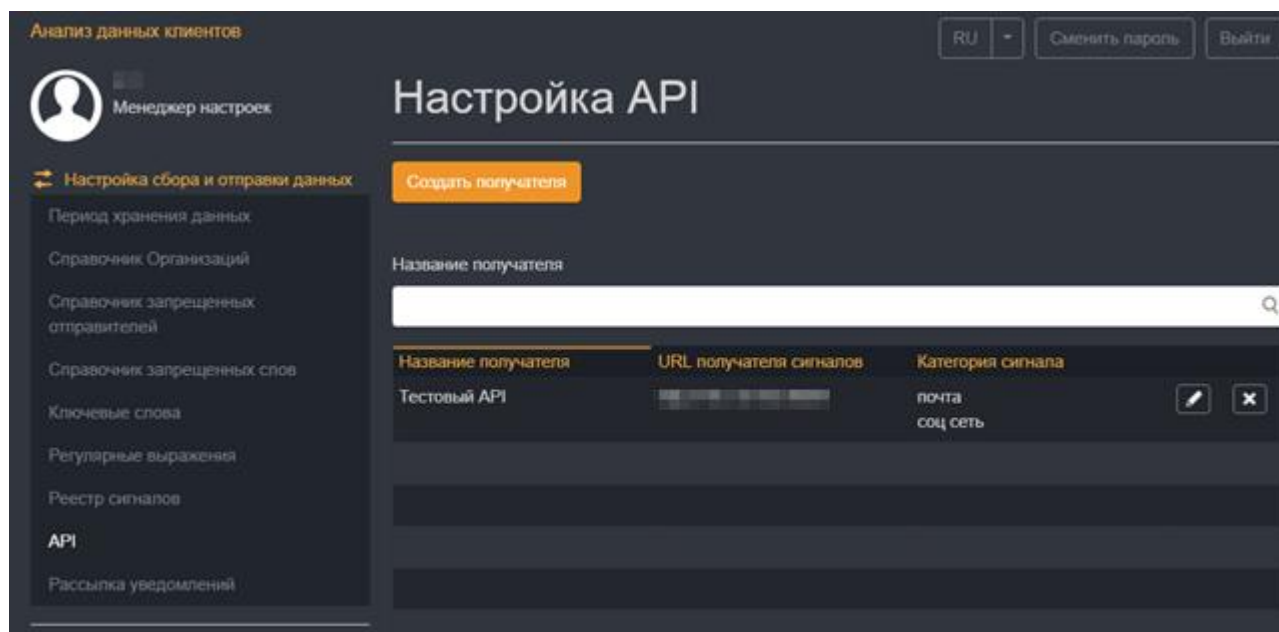 Анализ данных клиентов
RU
Сменить пароль
Выйти
Менеджер настроек
Настройка API
Настройка сбора и отправки данных
Создать получателя
Период хранения данных
Справочник Организаций
Название получателя
Справочник запрещенных
отправителей
Справочник запрещенных слов
Название получателя
URL получателя сигналов
Категория сигнала
Тестовый API
почта
соц сеть
Ключевые слова
Регулярные выражения
Реестр сигналов
API
Рассылка уведомлений